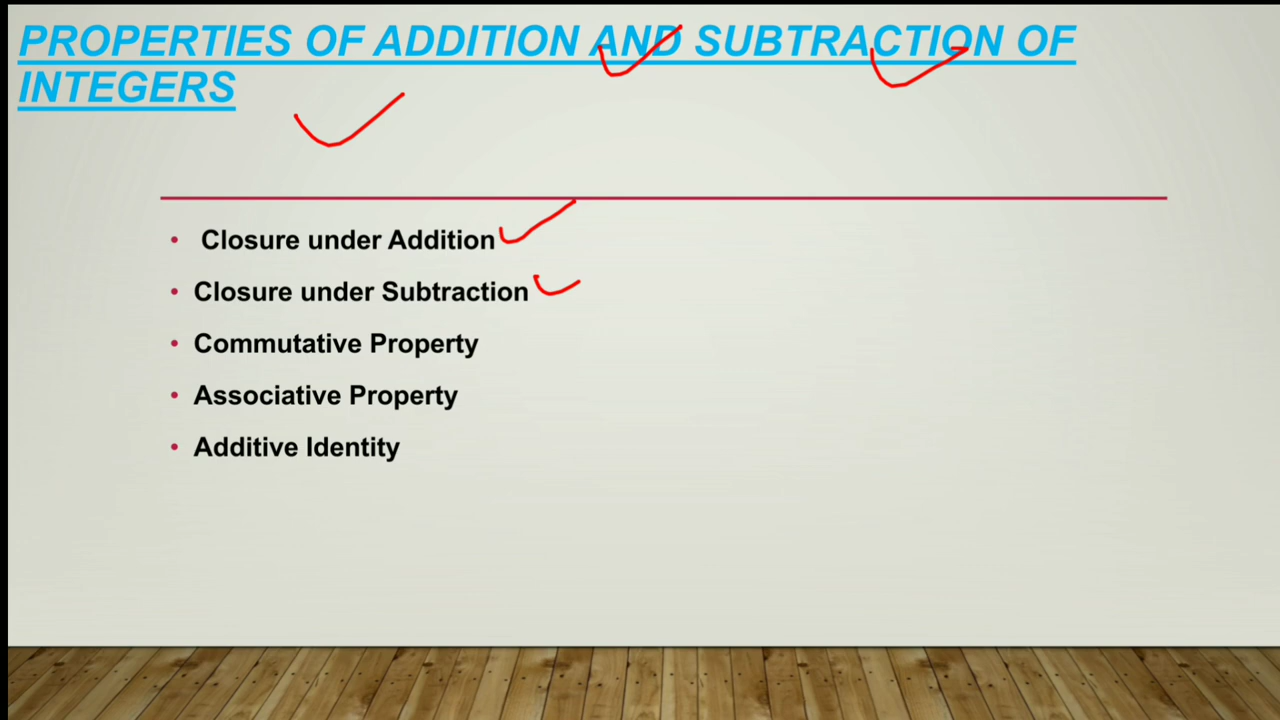 PROPERTIES OF ADDITION AND SUBTRACTION OF
INTEGERS
• Closure under Addition
• Closure under Subtraction
• Commutative Property
• Associative Property
• Additive Identity